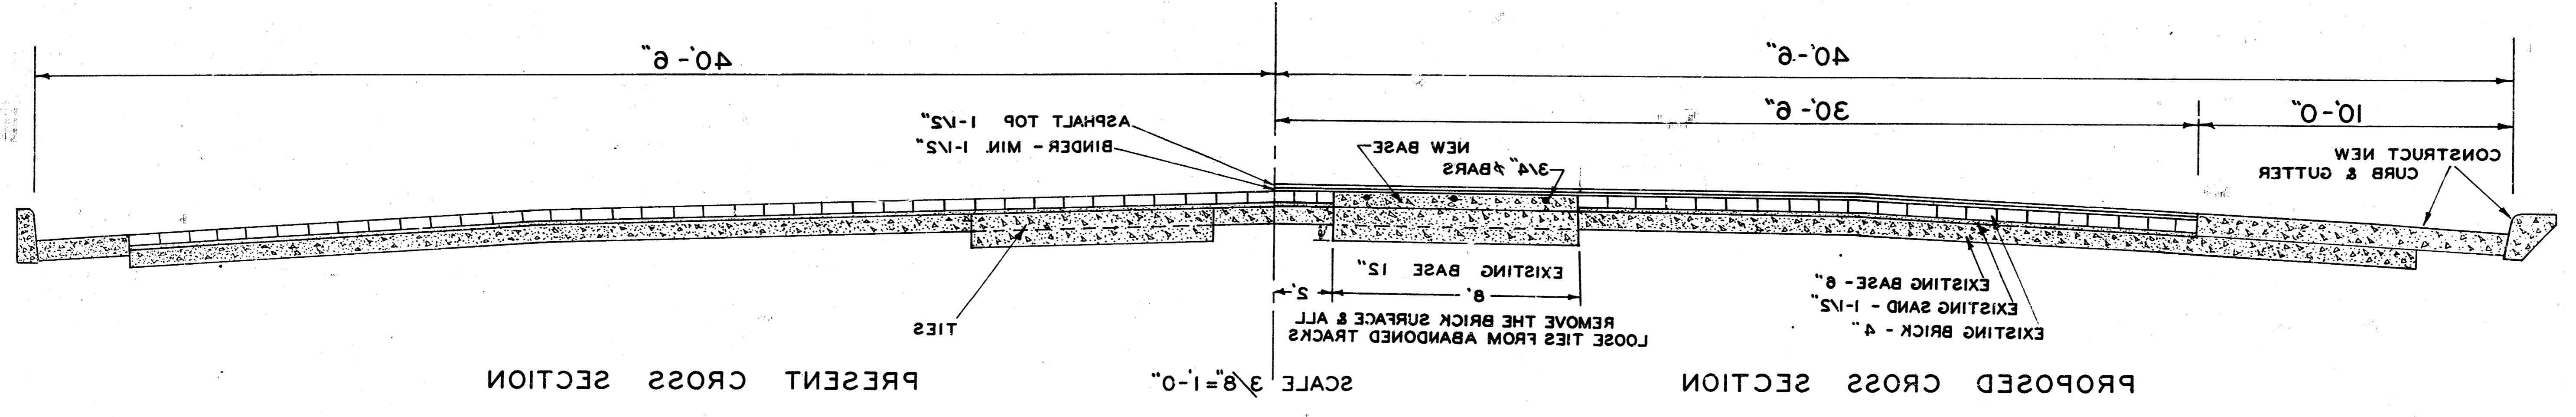 40'-6"
40'-6"
10'-0"
30'-6"
CONSTRUCT NEW
CURB & GUTTER
NEW BASE
3/4" ϕ BARS
ASPHALT TOP 1-1/2"
BINDER - MIN. 1-1/2"
EXISTING BASE - 6"
EXISTING SAND - 1-1/2"
EXISTING BRICK - 4"
EXISTING BASE 12"
8'
2'
REMOVE THE BRICK SURFACE & ALL
LOOSE TIES FROM ABANDONED TRACKS
TIES
PROPOSED CROSS SECTION
SCALE 3/8"=1'-0"
PRESENT CROSS SECTION